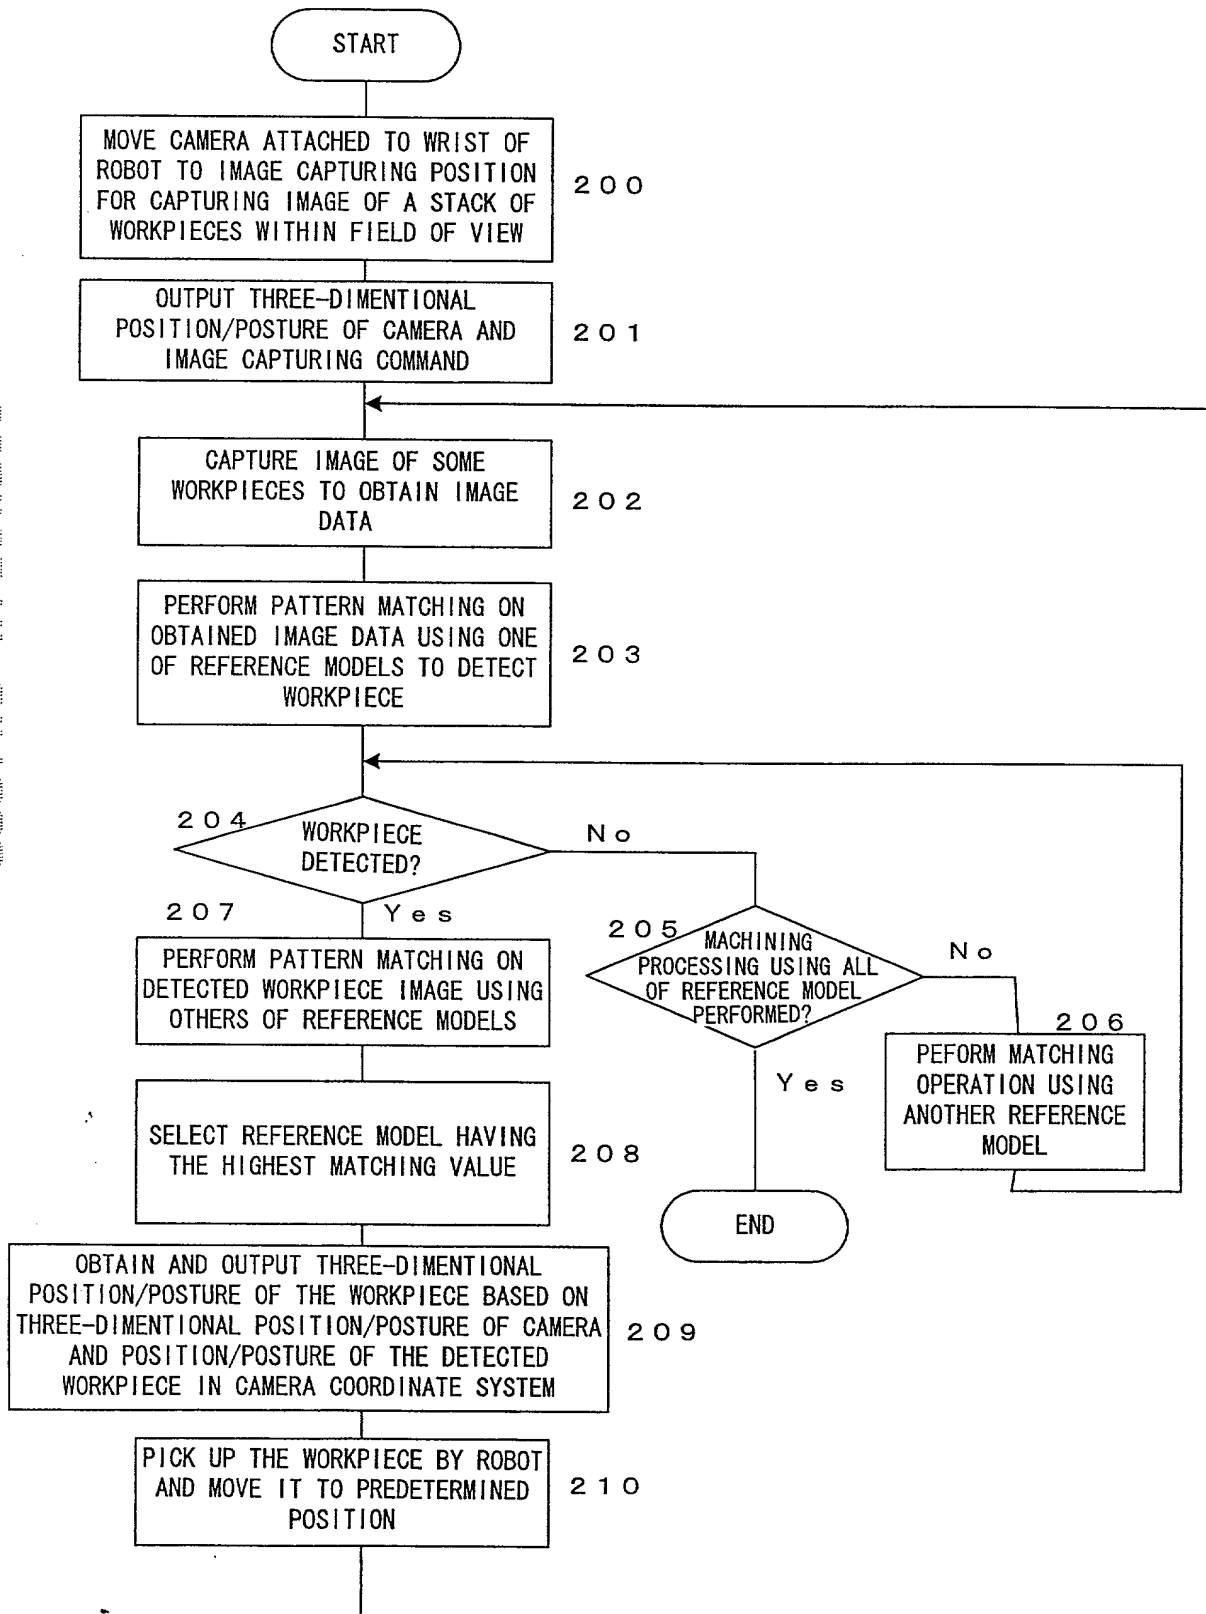 START
MOVE CAMERA ATTACHED TO WRIST OF
ROBOT TO IMAGE CAPTURING POSITION
FOR CAPTURING IMAGE OF A STACK OF
WORKPIECES WITHIN FIELD OF VIEW
200
OUTPUT THREE-DIMENTIONAL
POSITION/POSTURE OF CAMERA AND
IMAGE CAPTURING COMMAND
201
CAPTURE IMAGE OF SOME
WORKPIECES TO OBTAIN IMAGE
DATA
202
PERFORM PATTERN MATCHING ON
OBTAINED IMAGE DATA USING ONE
OF REFERENCE MODELS TO DETECT
WORKPIECE
203
204
WORKPIECE
DETECTED?
No
Yes
205
MACHINING
PROCESSING USING ALL
OF REFERENCE MODEL
PERFORMED?
No
Yes
206
PEFORM MATCHING
OPERATION USING
ANOTHER REFERENCE
MODEL
END
207
PERFORM PATTERN MATCHING ON
DETECTED WORKPIECE IMAGE USING
OTHERS OF REFERENCE MODELS
SELECT REFERENCE MODEL HAVING
THE HIGHEST MATCHING VALUE
208
OBTAIN AND OUTPUT THREE-DIMENTIONAL
POSITION/POSTURE OF THE WORKPIECE BASED ON
THREE-DIMENTIONAL POSITION/POSTURE OF CAMERA
AND POSITION/POSTURE OF THE DETECTED
WORKPIECE IN CAMERA COORDINATE SYSTEM
209
PICK UP THE WORKPIECE BY ROBOT
AND MOVE IT TO PREDETERMINED
POSITION
210